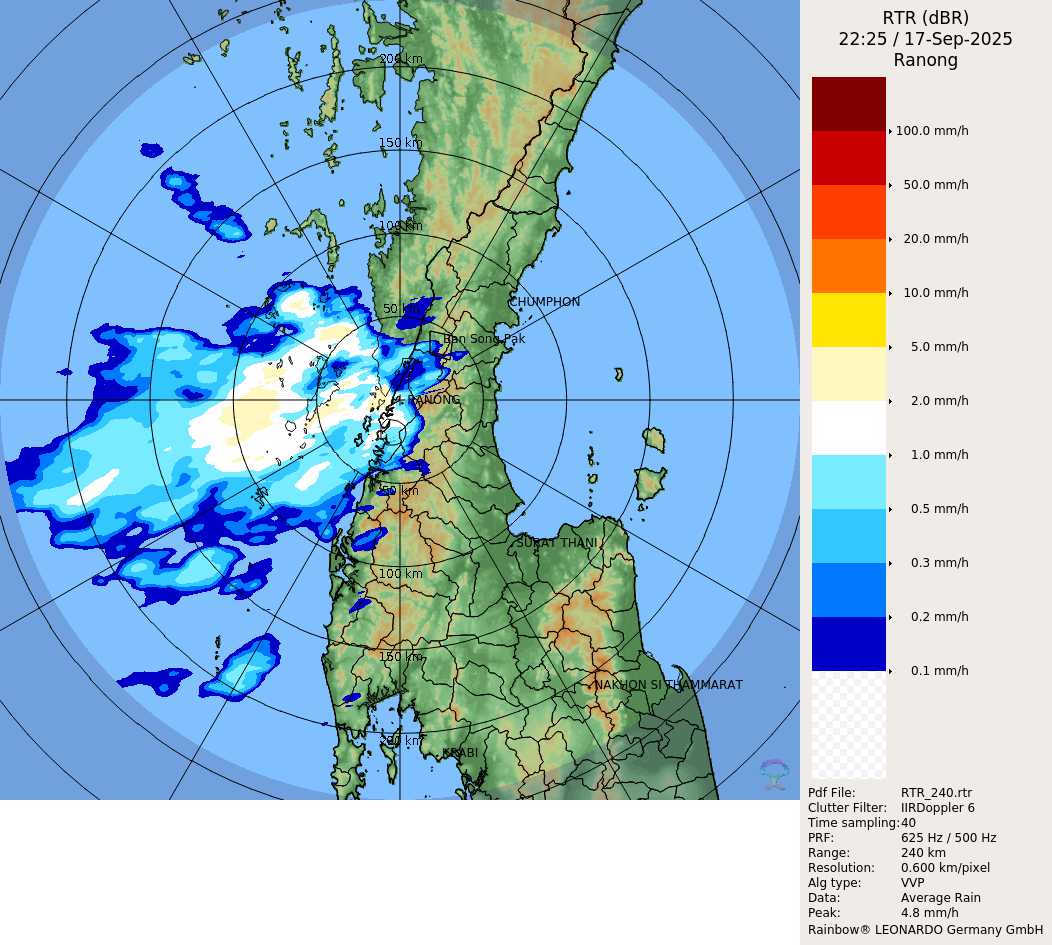 RTR (dBR)
22:25 / 17-Sep-2025
Ranong
200 km
150 km
100 km
50 km
CHUMPHON
Ban Song Pak
RANONG
50 km
SURAT THANI
100 km
150 km
NAKHON SI THAMMARAT
200 km
KRABI
100.0 mm/h
50.0 mm/h
20.0 mm/h
10.0 mm/h
5.0 mm/h
2.0 mm/h
1.0 mm/h
0.5 mm/h
0.3 mm/h
0.2 mm/h
0.1 mm/h
Pdf File: RTR_240.rtr
Clutter Filter: IIRDoppler 6
Time sampling:40
PRF: 625 Hz / 500 Hz
Range: 240 km
Resolution: 0.600 km/pixel
Alg type: VVP
Data: Average Rain
Peak: 4.8 mm/h
Rainbow® LEONARDO Germany GmbH